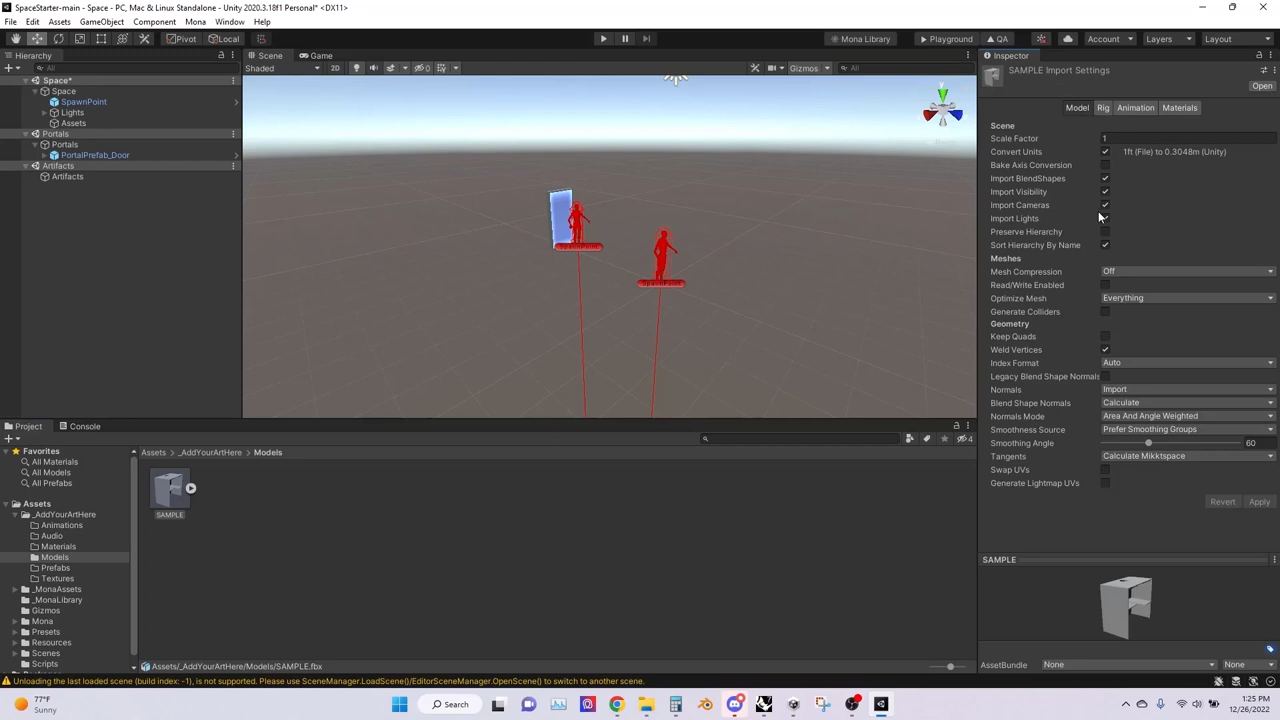 SpaceStarter-main - Space - PC, Mac & Linux Standalone - Unity 2020.3.18f1 Personal* <DX11>
File Edit Assets GameObject Component Mona Window Help
Pivot Local Mona Library Playground QA Account Layers Layout
Hierarchy
All
Space*
Space
SpawnPoint
Lights
Assets
Portals
Portals
PortalPrefab_Door
Artifacts
Artifacts
Scene Game
Shaded 2D 0 Gizmos All
y
Inspector
SAMPLE Import Settings
Open
Model Rig Animation Materials
Scene
Scale Factor 1
Convert Units 1ft (File) to 0.3048m (Unity)
Bake Axis Conversion
Import BlendShapes
Import Visibility
Import Cameras
Import Lights
Preserve Hierarchy
Sort Hierarchy By Name
Meshes
Mesh Compression Off
Read/Write Enabled
Optimize Mesh Everything
Generate Colliders
Geometry
Keep Quads
Weld Vertices
Index Format Auto
Legacy Blend Shape Normals
Normals Import
Blend Shape Normals Calculate
Normals Mode Area And Angle Weighted
Smoothness Source Prefer Smoothing Groups
Smoothing Angle 60
Tangents Calculate Mikktspace
Swap UVs
Generate Lightmap UVs
Revert Apply
SAMPLE
AssetBundle None None
Project Console
4
Favorites
All Materials
All Models
All Prefabs
Assets
_AddYourArtHere
Animations
Audio
Materials
Models
Prefabs
Textures
_MonaAssets
_MonaLibrary
Gizmos
Mona
Presets
Resources
Scenes
Scripts
Assets > _AddYourArtHere > Models
SAMPLE
Assets/_AddYourArtHere/Models/SAMPLE.fbx
Unloading the last loaded scene (build index: -1), is not supported. Please use SceneManager.LoadScene()/EditorSceneManager.OpenScene() to switch to another scene.
77°F
Sunny
Search
1:25 PM
12/26/2022